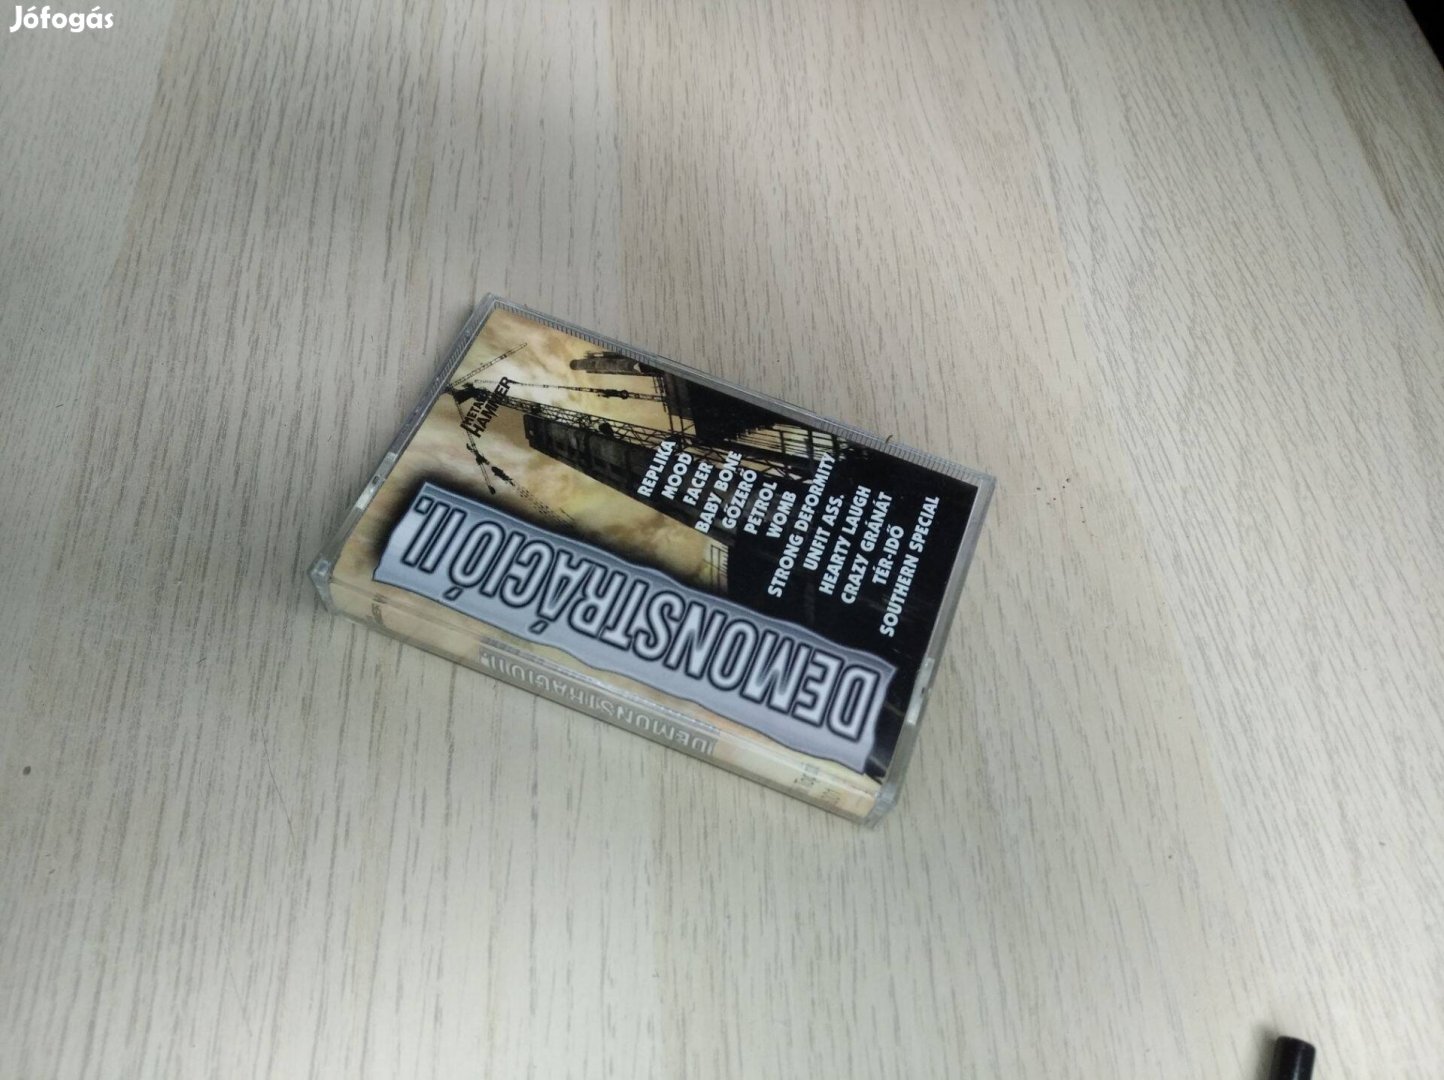 Jófogás
METAL
HAMMER
REPLIKA
MOOD
FACER
BABY BONE
GŐZERŐ
PETROL
WOMB
STRONG DEFORMITY
UNFIT ASS.
HEARTY LAUGH
CRAZY GRÁNÁT
TÉR-IDŐ
SOUTHERN SPECIAL
DEMONSTRÁCIÓ II.
DEMONSTRÁCIÓ II.